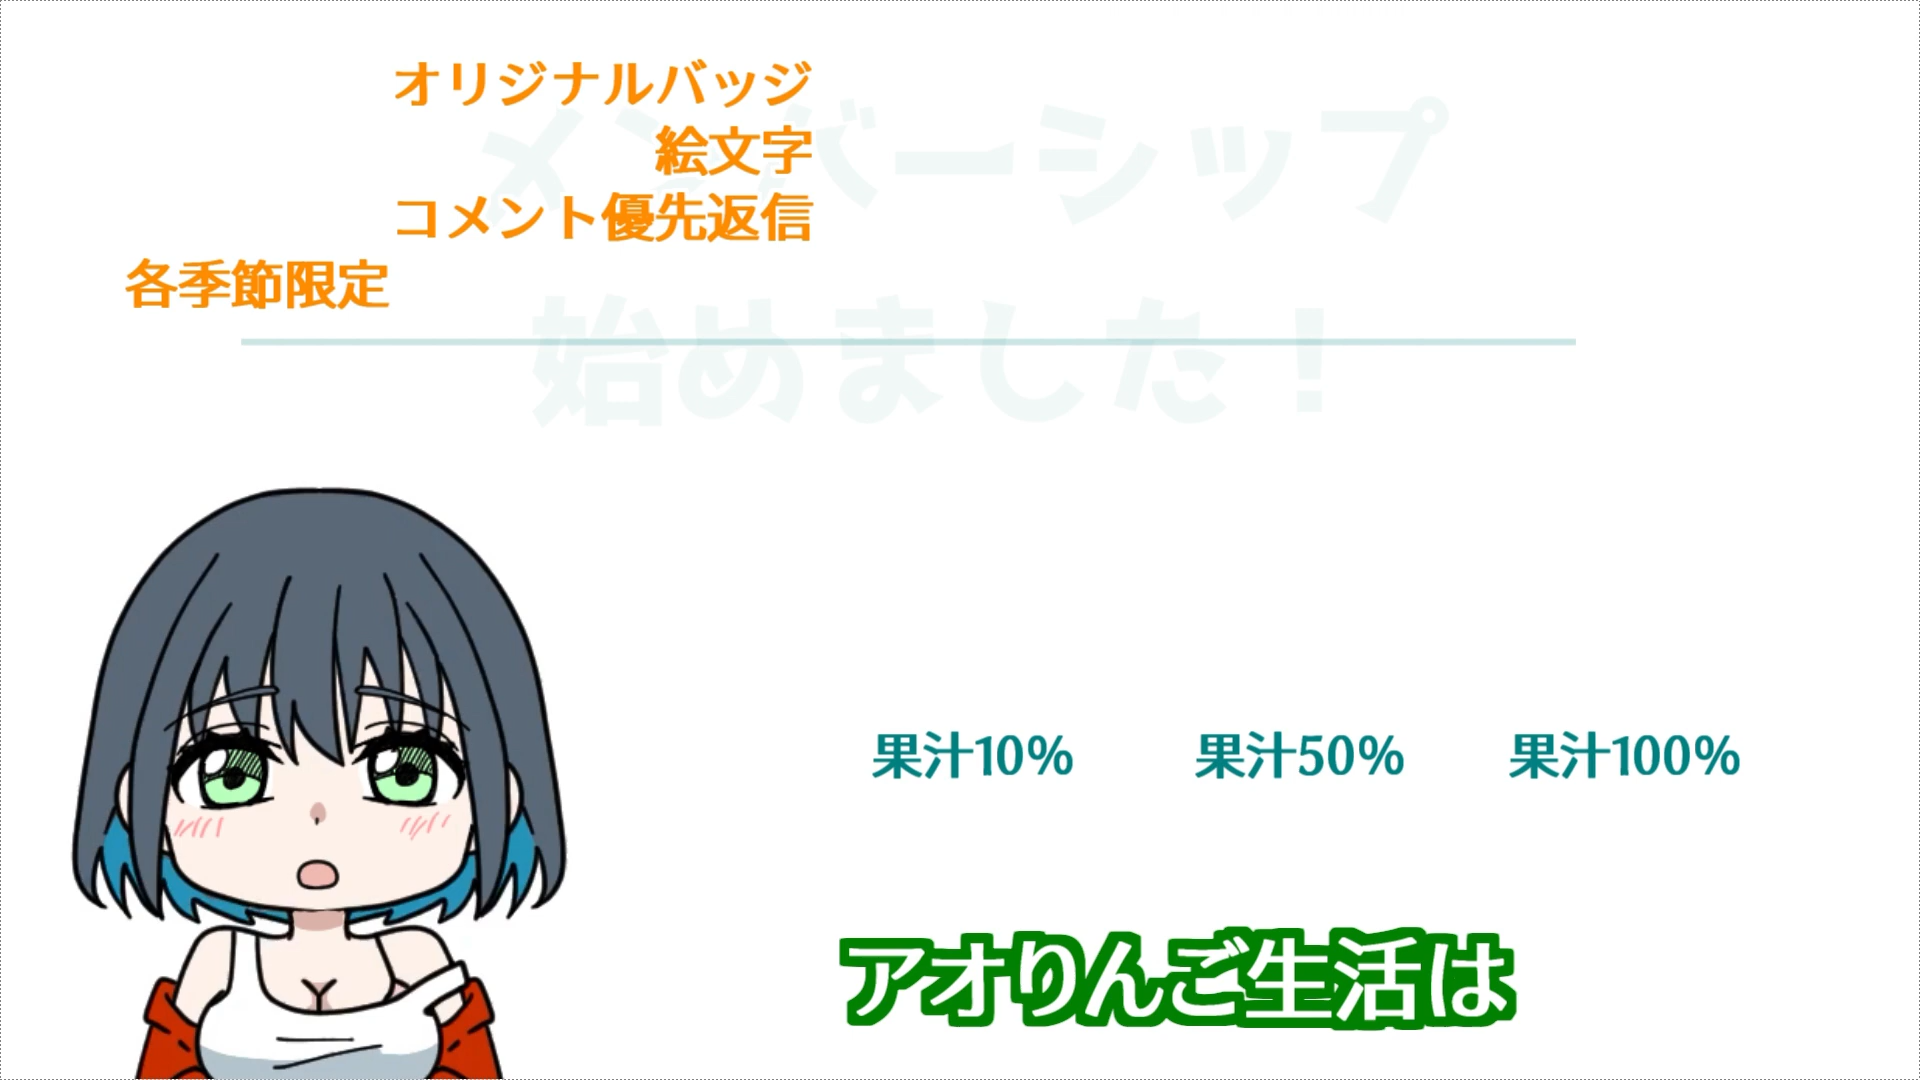 オリジナルバッジ
絵文字
コメント優先返信
各季節限定
メンバーシップ
始めました！
果汁10%
果汁50%
果汁100%
アオりんご生活は